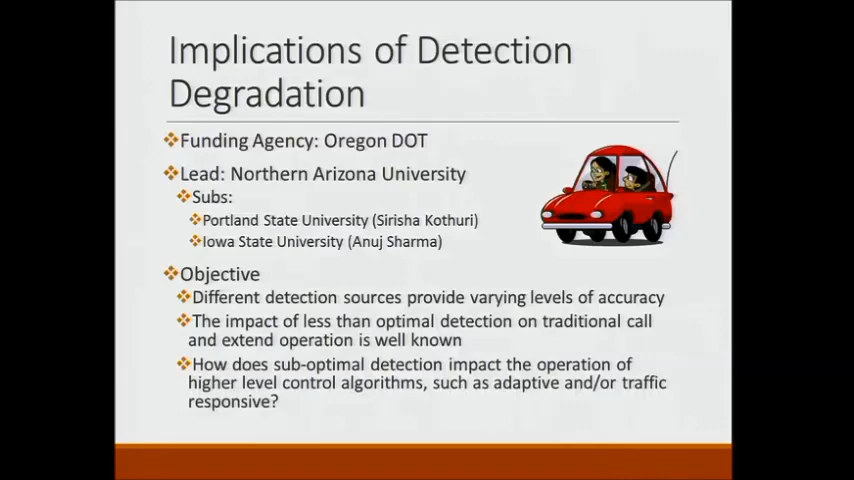 Implications of Detection
Degradation
Funding Agency: Oregon DOT
Lead: Northern Arizona University
Subs:
Portland State University (Sirisha Kothuri)
Iowa State University (Anuj Sharma)
Objective
Different detection sources provide varying levels of accuracy
The impact of less than optimal detection on traditional call
and extend operation is well known
How does sub-optimal detection impact the operation of
higher level control algorithms, such as adaptive and/or traffic
responsive?